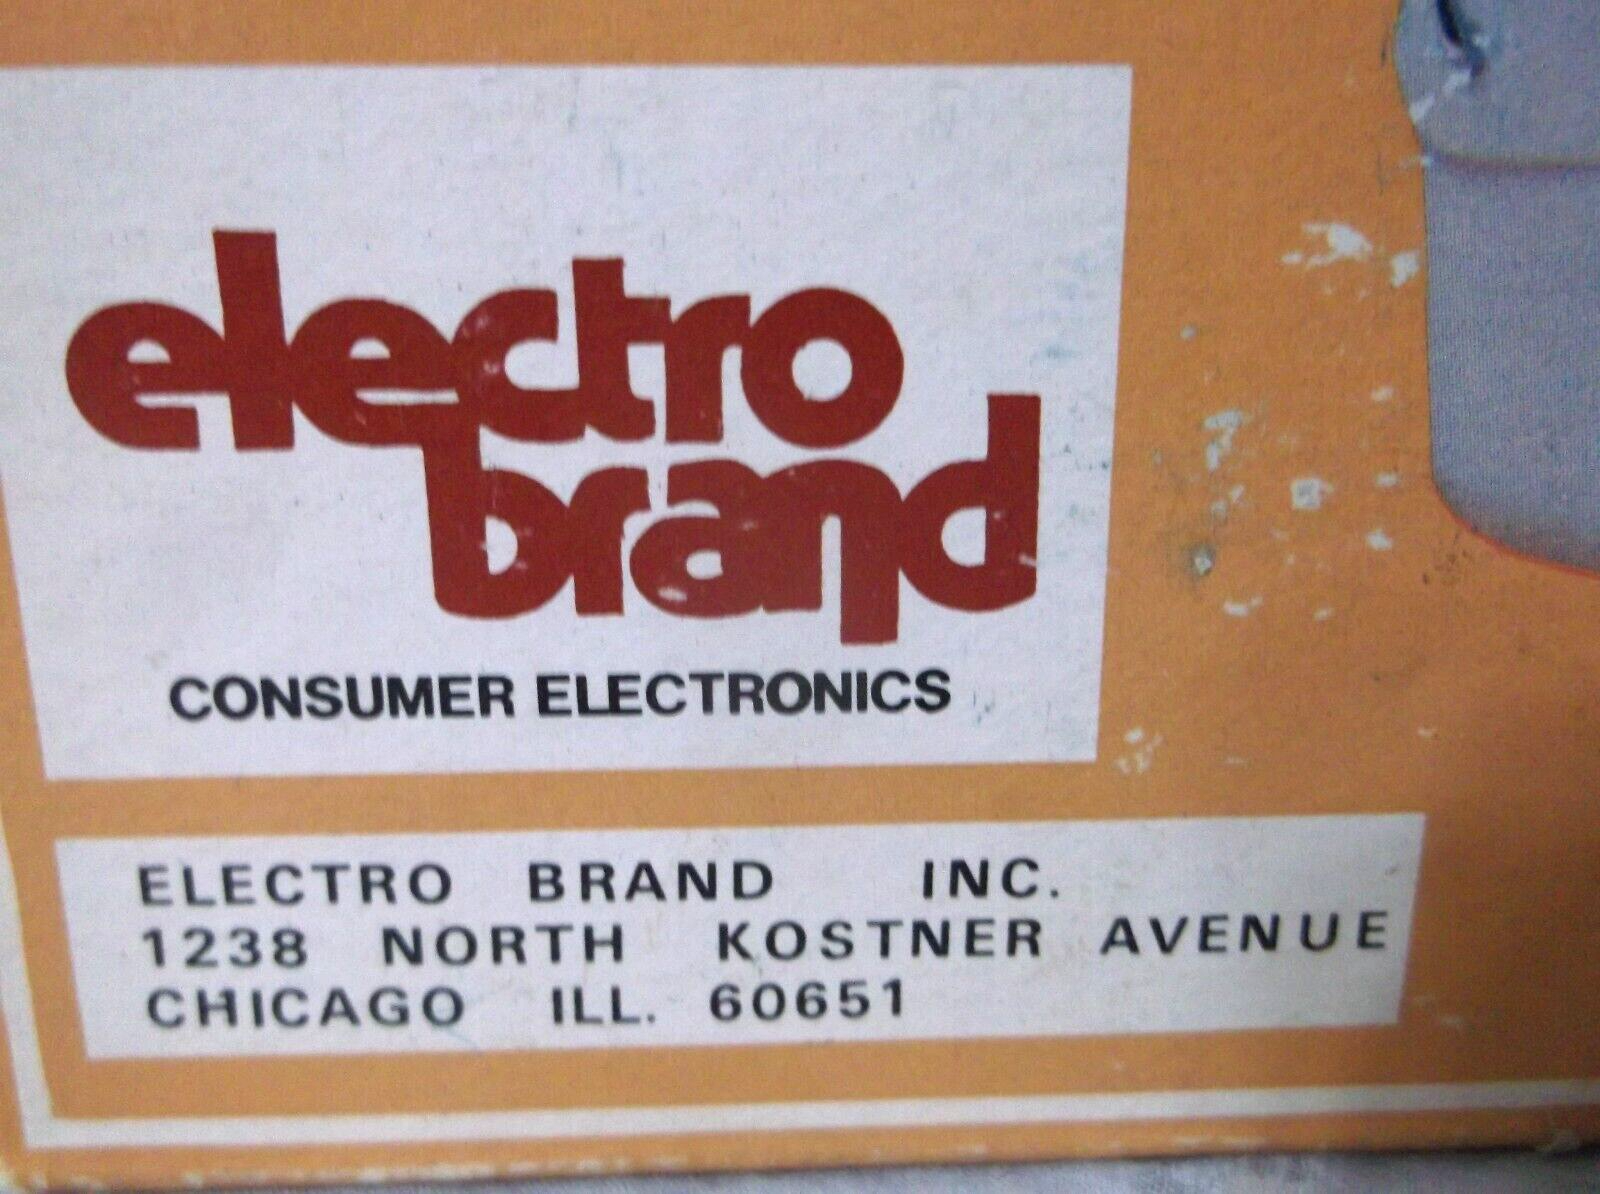 electro
brand
CONSUMER ELECTRONICS
ELECTRO BRAND INC.
1238 NORTH KOSTNER AVENUE
CHICAGO ILL. 60651